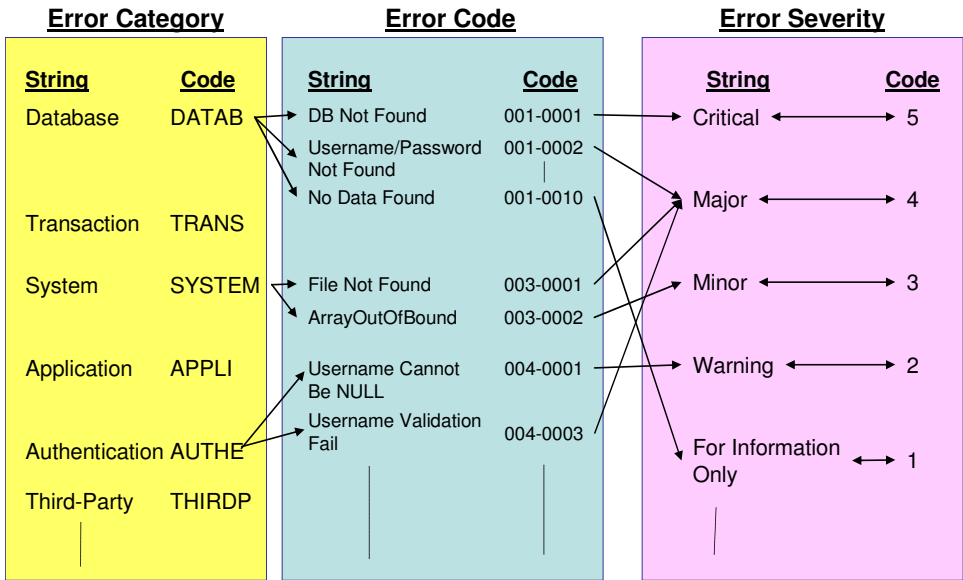 Error Category Error Code Error Severity
String Code String Code String Code
Database DATAB DB Not Found 001-0001 Critical 5
Username/Password 001-0002
Not Found
No Data Found 001-0010 Major 4
Transaction TRANS
System SYSTEM File Not Found 003-0001 Minor 3
ArrayOutOfBound 003-0002
Application APPLI Username Cannot 004-0001 Warning 2
Be NULL
Username Validation
Fail 004-0003
Authentication AUTHE For Information
Only 1
Third-Party THIRDP